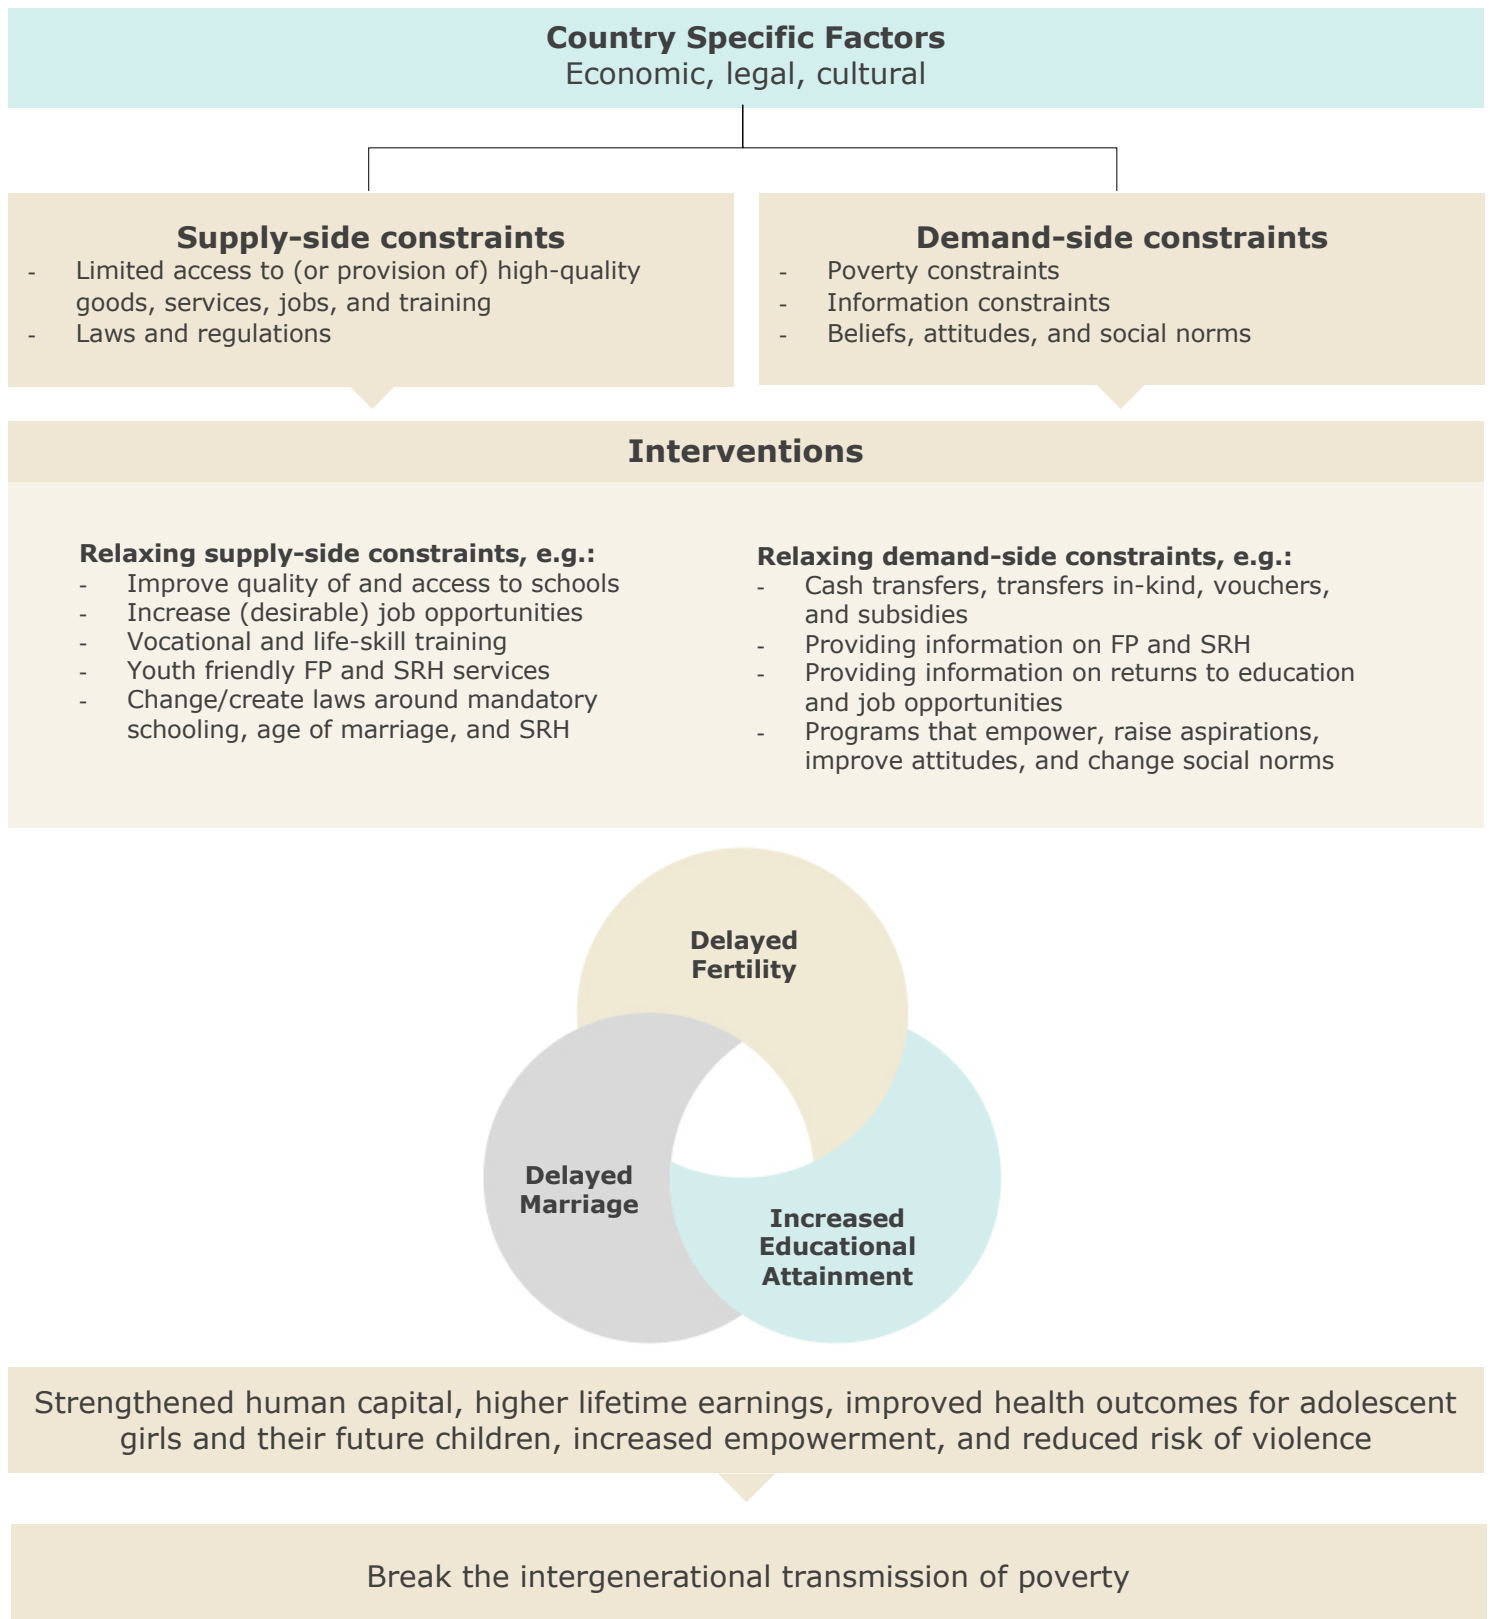 Country Specific Factors
Economic, legal, cultural
Supply-side constraints
- Limited access to (or provision of) high-quality
goods, services, jobs, and training
- Laws and regulations
Demand-side constraints
- Poverty constraints
- Information constraints
- Beliefs, attitudes, and social norms
Interventions
Relaxing supply-side constraints, e.g.:
- Improve quality of and access to schools
- Increase (desirable) job opportunities
- Vocational and life-skill training
- Youth friendly FP and SRH services
- Change/create laws around mandatory
schooling, age of marriage, and SRH
Relaxing demand-side constraints, e.g.:
- Cash transfers, transfers in-kind, vouchers,
and subsidies
- Providing information on FP and SRH
- Providing information on returns to education
and job opportunities
- Programs that empower, raise aspirations,
improve attitudes, and change social norms
Delayed
Fertility
Delayed
Marriage
Increased
Educational
Attainment
Strengthened human capital, higher lifetime earnings, improved health outcomes for adolescent
girls and their future children, increased empowerment, and reduced risk of violence
Break the intergenerational transmission of poverty